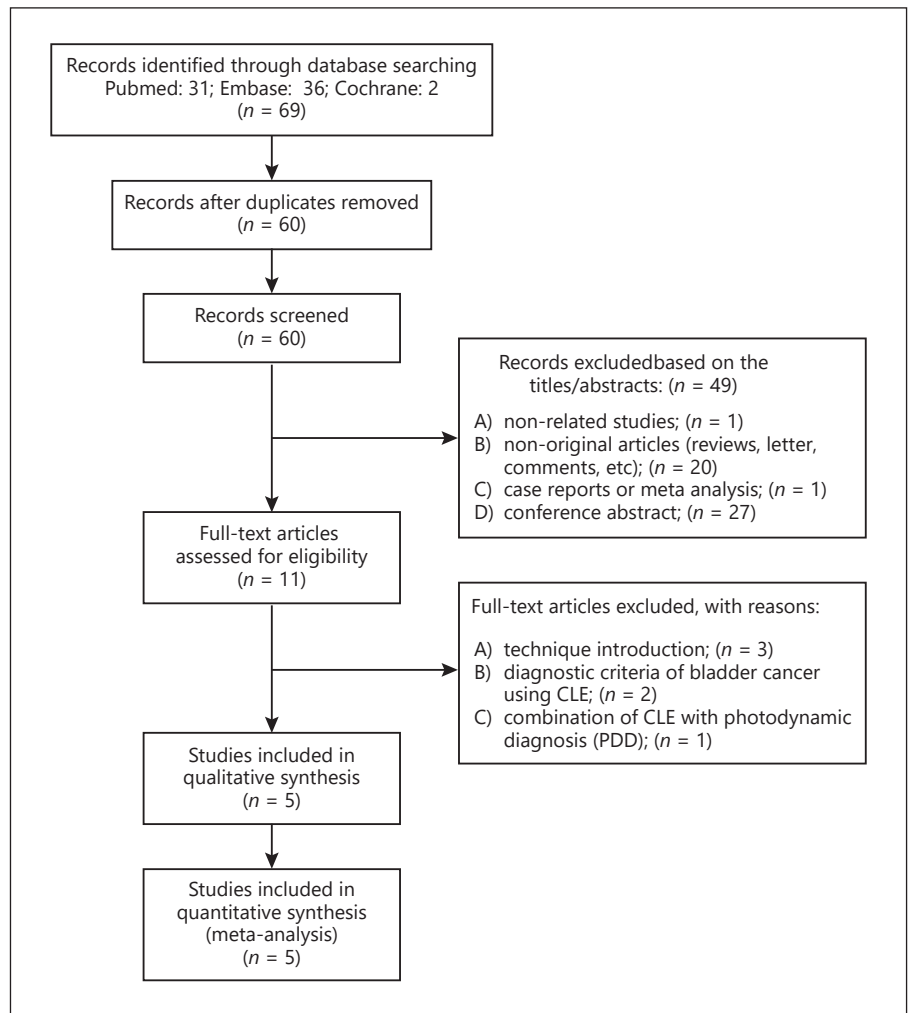 Records identified through database searching
Pubmed: 31; Embase: 36; Cochrane: 2
(n = 69)
Records after duplicates removed
(n = 60)
Records screened
(n = 60)
Records excludedbased on the
titles/abstracts: (n = 49)
A) non-related studies; (n = 1)
B) non-original articles (reviews, letter,
comments, etc); (n = 20)
C) case reports or meta analysis; (n = 1)
D) conference abstract; (n = 27)
Full-text articles
assessed for eligibility
(n = 11)
Full-text articles excluded, with reasons:
A) technique introduction; (n = 3)
B) diagnostic criteria of bladder cancer
using CLE; (n = 2)
C) combination of CLE with photodynamic
diagnosis (PDD); (n = 1)
Studies included in
qualitative synthesis
(n = 5)
Studies included in
quantitative synthesis
(meta-analysis)
(n = 5)